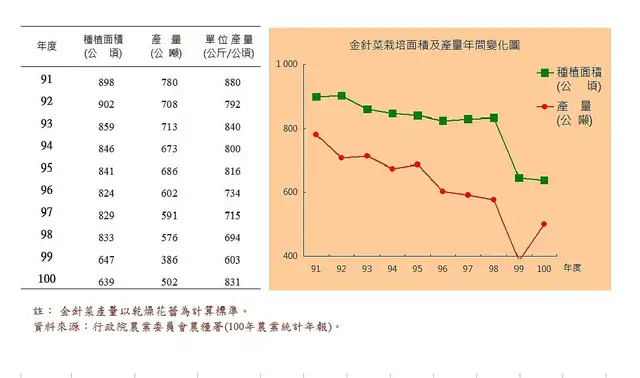 年度 種植面積 (公 頃) 產 量 (公 噸) 單位產量 (公斤/公頃)
91 898 780 880
92 902 708 792
93 859 713 840
94 846 673 800
95 841 686 816
96 824 602 734
97 829 591 715
98 833 576 694
99 647 386 603
100 639 502 831
金針菜栽培面積及產量年間變化圖
種植面積
(公 頃)
產 量
(公 噸)
1 000
800
600
400
91 92 93 94 95 96 97 98 99 100 年度
註： 金針菜產量以乾燥花蕾為計算標準。
資料來源：行政院農業委員會農糧署(100年農業統計年報)。